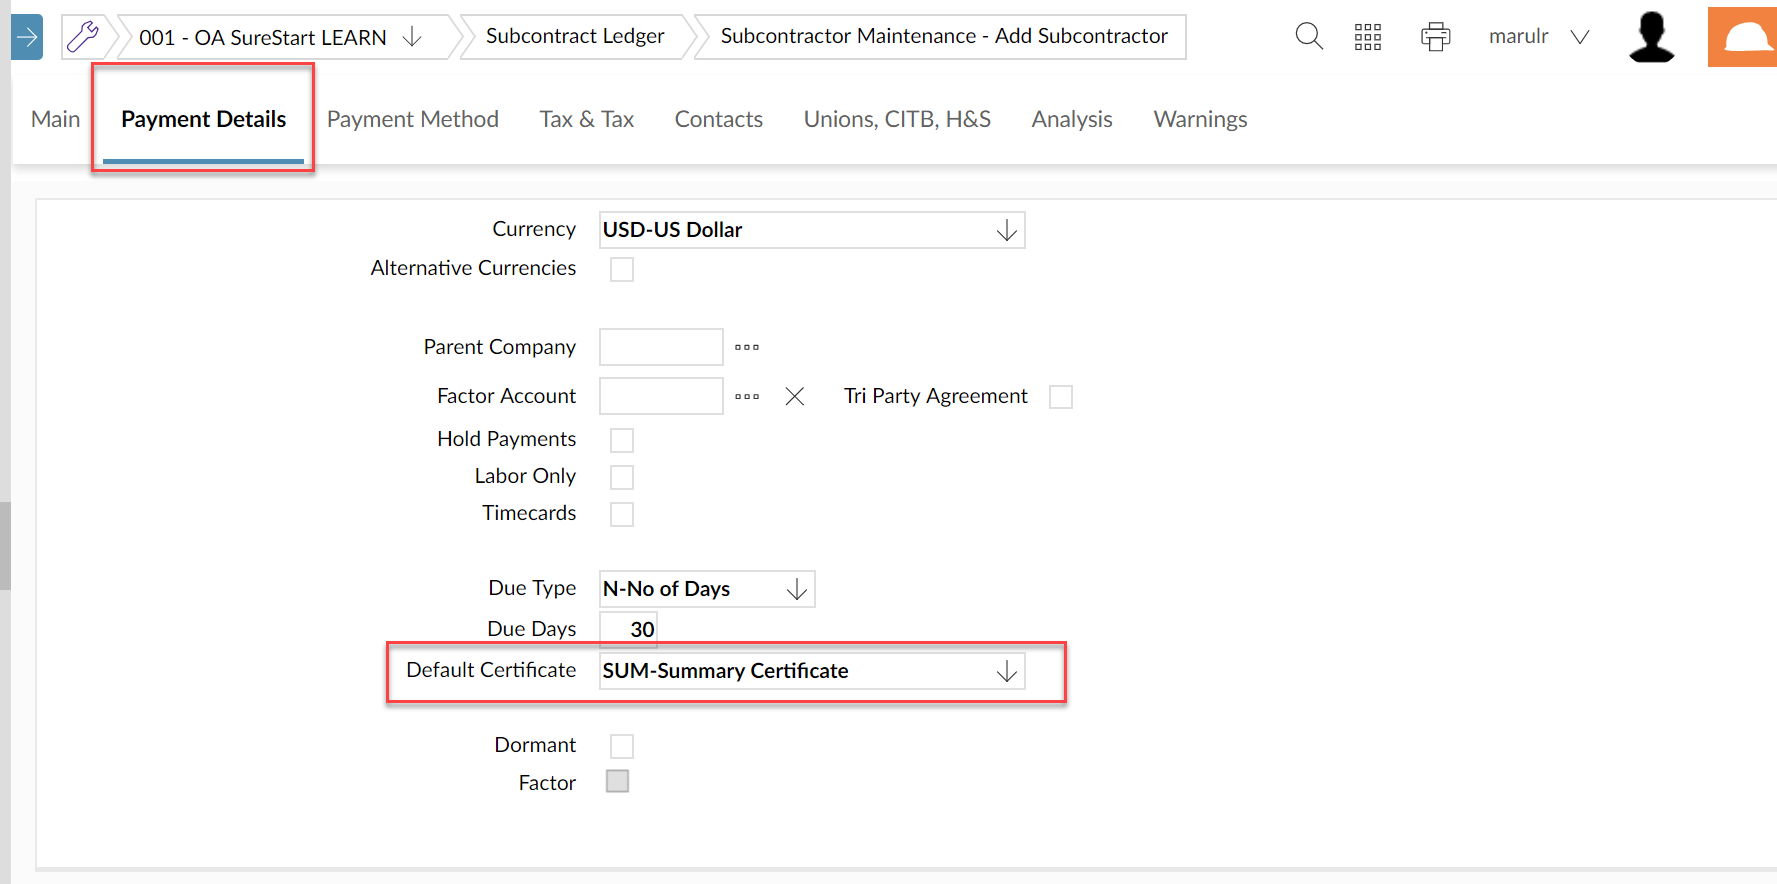 001 - OA SureStart LEARN Subcontract Ledger Subcontractor Maintenance - Add Subcontractor marulr
Main Payment Details Payment Method Tax & Tax Contacts Unions, CITB, H&S Analysis Warnings
Currency USD-US Dollar
Alternative Currencies
Parent Company
Factor Account Tri Party Agreement
Hold Payments
Labor Only
Timecards
Due Type N-No of Days
Due Days 30
Default Certificate SUM-Summary Certificate
Dormant
Factor